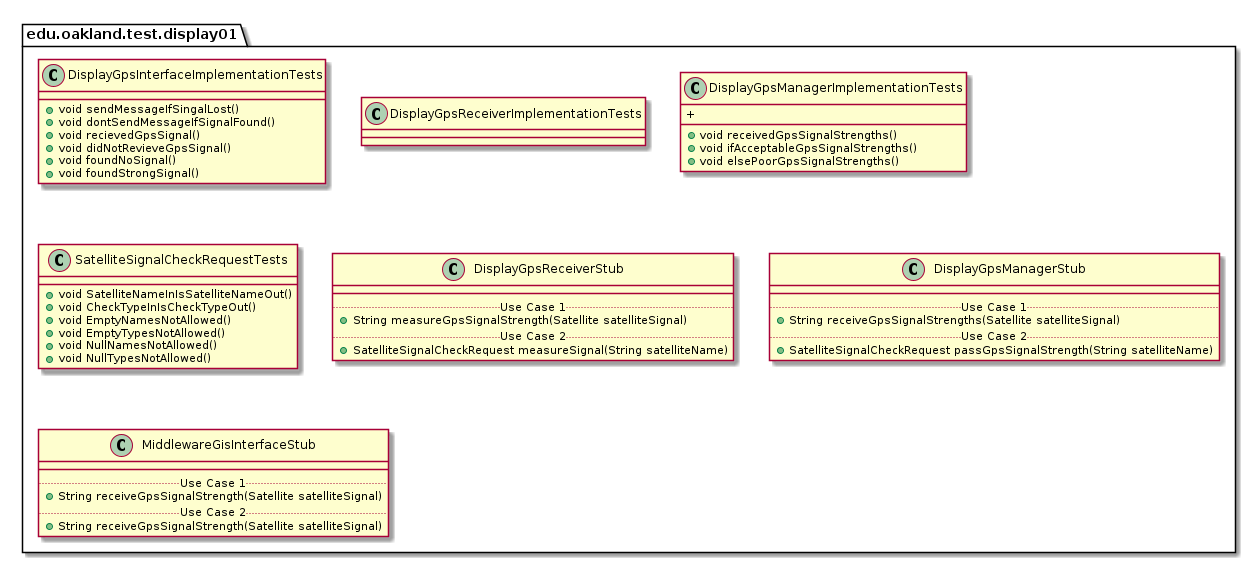 edu.oakland.test.display01
C DisplayGpsInterfaceImplementationTests
void sendMessageIfSingalLost()
void dontSendMessageIfSignalFound()
void recievedGpsSignal()
void didNotRevieveGpsSignal()
void foundNoSignal()
void foundStrongSignal()
C DisplayGpsReceiverImplementationTests
C DisplayGpsManagerImplementationTests
+
void receivedGpsSignalStrengths()
void ifAcceptableGpsSignalStrengths()
void elsePoorGpsSignalStrengths()
C SatelliteSignalCheckRequestTests
void SatelliteNameInIsSatelliteNameOut()
void CheckTypeInIsCheckTypeOut()
void EmptyNamesNotAllowed()
void EmptyTypesNotAllowed()
void NullNamesNotAllowed()
void NullTypesNotAllowed()
C DisplayGpsReceiverStub
Use Case 1
String measureGpsSignalStrength(Satellite satelliteSignal)
Use Case 2
SatelliteSignalCheckRequest measureSignal(String satelliteName)
C DisplayGpsManagerStub
Use Case 1
String receiveGpsSignalStrengths(Satellite satelliteSignal)
Use Case 2
SatelliteSignalCheckRequest passGpsSignalStrength(String satelliteName)
C MiddlewareGisInterfaceStub
Use Case 1
String receiveGpsSignalStrength(Satellite satelliteSignal)
Use Case 2
String receiveGpsSignalStrength(Satellite satelliteSignal)